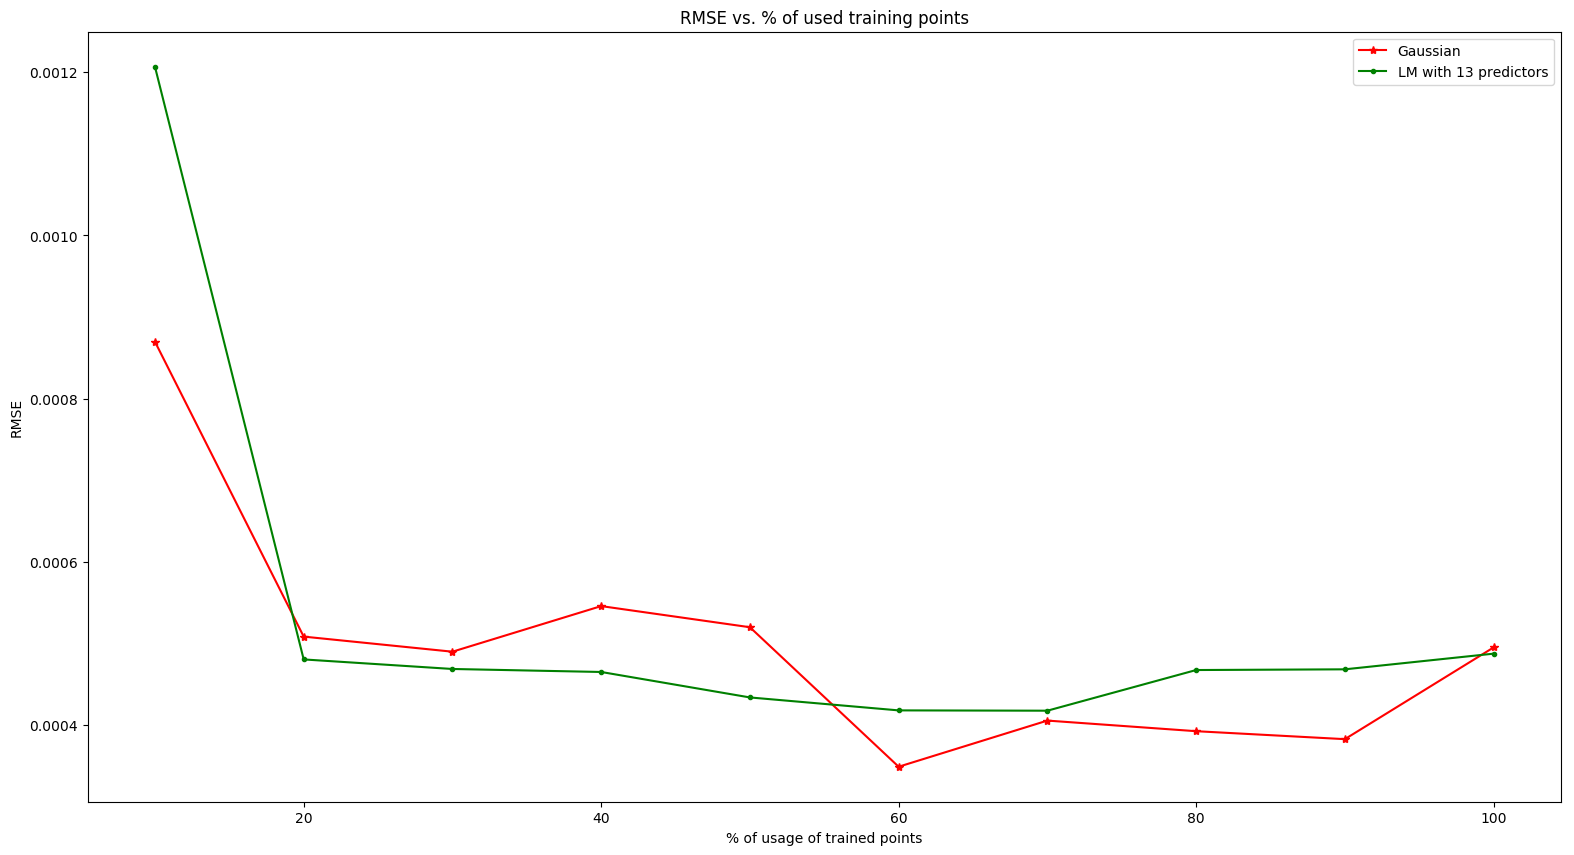 RMSE vs. % of used training points
Gaussian
LM with 13 predictors
RMSE
0.0012
0.0010
0.0008
0.0006
0.0004
20
40
60
80
100
% of usage of trained points